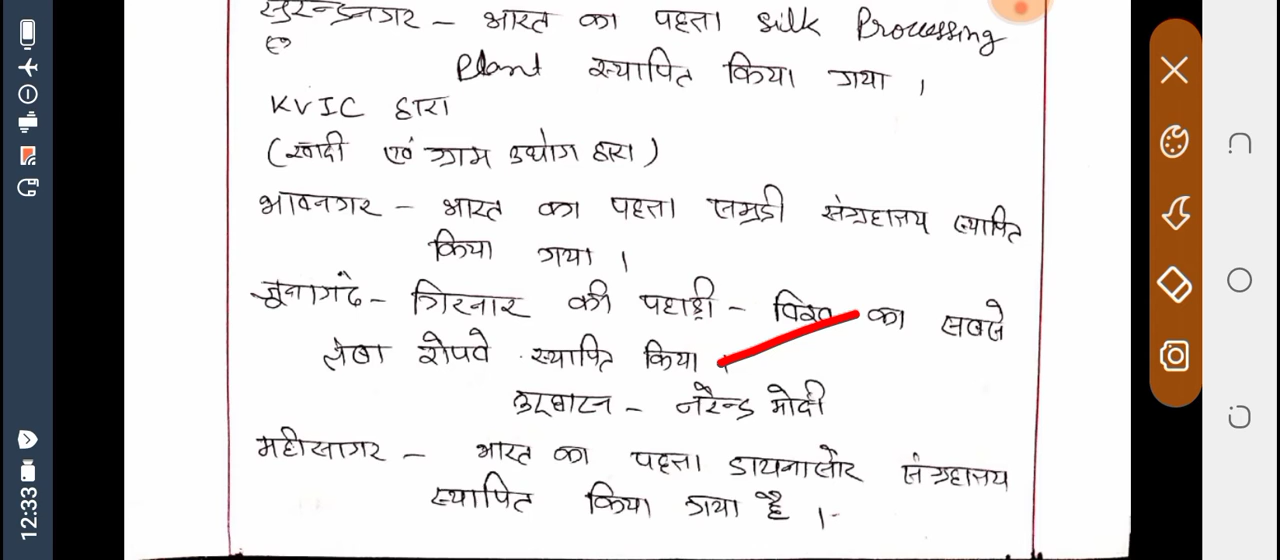 सुरेन्द्रनगर – भारत का पहला silk Processing
Plant स्थापित किया गया ।
KVIC द्वारा
(खादी एवं ग्राम उद्योग द्वारा)
भावनगर – भारत का पहला समुद्री संग्रहालय स्थापित
किया गया ।
जूनागढ – गिरनार की पहाड़ी – विश्व का सबसे
लंबा रोपवे स्थापित किया ।
उद्घाटन – नरेन्द्र मोदी
महीसागर – भारत का पहला डायनासोर संग्रहालय
स्थापित किया गया है ।
12:33